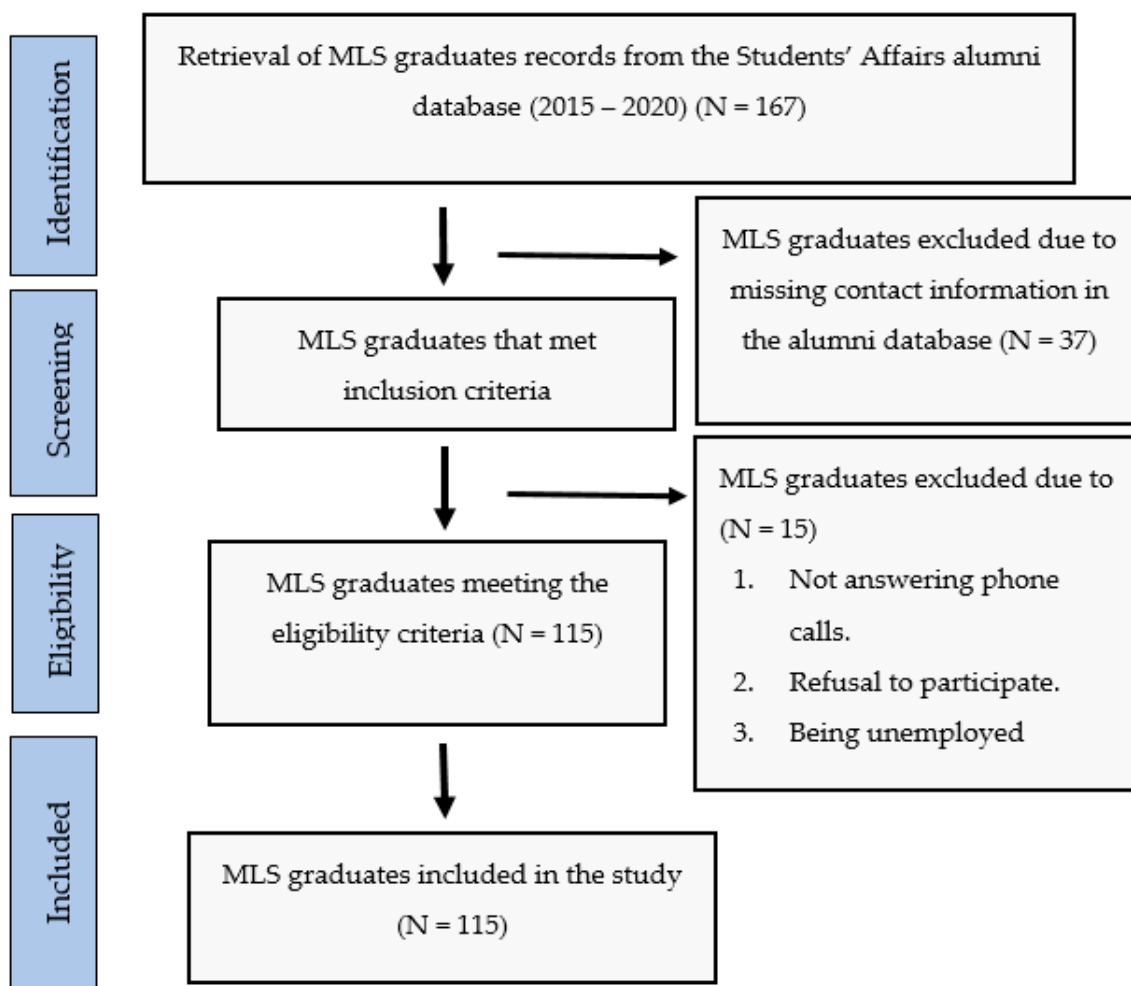 Identification
Retrieval of MLS graduates records from the Students’ Affairs alumni
database (2015 – 2020) (N = 167)
MLS graduates excluded due to
missing contact information in
the alumni database (N = 37)
Screening
MLS graduates that met
inclusion criteria
MLS graduates excluded due to
(N = 15)
1. Not answering phone
calls.
2. Refusal to participate.
3. Being unemployed
Eligibility
MLS graduates meeting the
eligibility criteria (N = 115)
Included
MLS graduates included in the study
(N = 115)